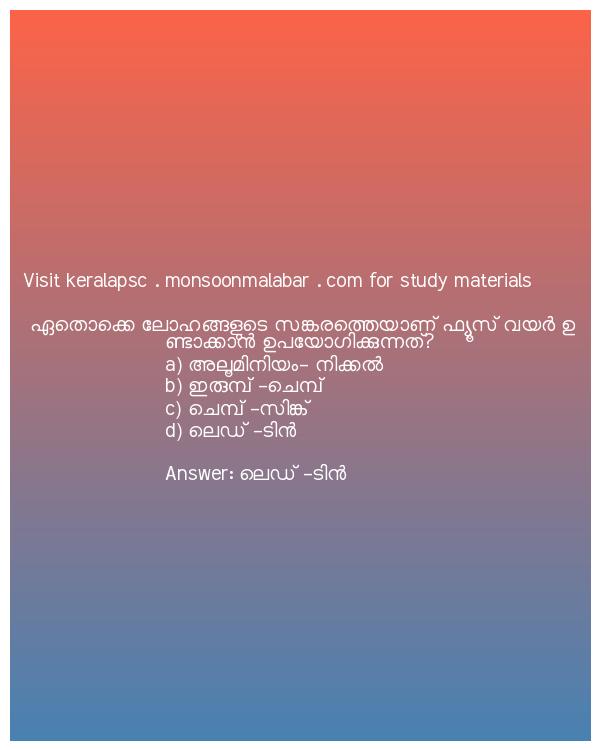 Visit keralapsc . monsoonmalabar . com for study materials
ഏതൊക്കെ ലോഹങ്ങളുടെ സങ്കരത്തെയാണ് ഫ്യൂസ് വയർ ഉ
ണ്ടാക്കാൻ ഉപയോഗിക്കുന്നത്?
a) അലൂമിനിയം- നിക്കൽ
b) ഇരുമ്പ് -ചെമ്പ്
c) ചെമ്പ് -സിങ്ക്
d) ലെഡ് -ടിൻ
Answer: ലെഡ് -ടിൻ